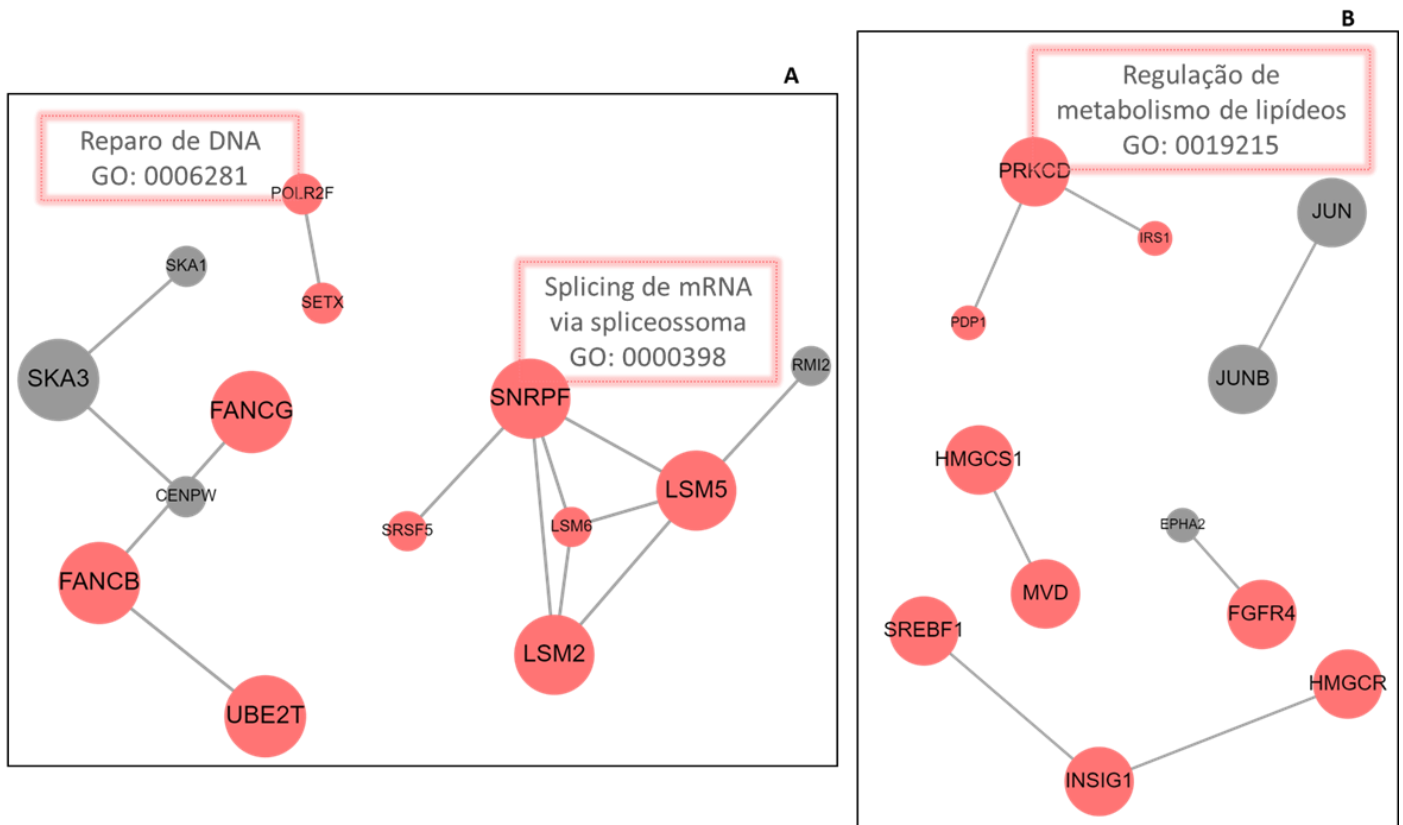 A
Reparo de DNA
GO: 0006281
POLR2F
SKA1
SETX
SKA3
FANCG
CENPW
FANCB
UBE2T
Splicing de mRNA
via spliceossoma
GO: 0000398
RMI2
SNRPF
LSM5
SRSF5
LSM6
LSM2
B
Regulação de
metabolismo de lipídeos
GO: 0019215
PRKCD
JUN
IRS1
PDP1
JUNB
HMGCS1
EPHA2
MVD
FGFR4
SREBF1
HMGCR
INSIG1